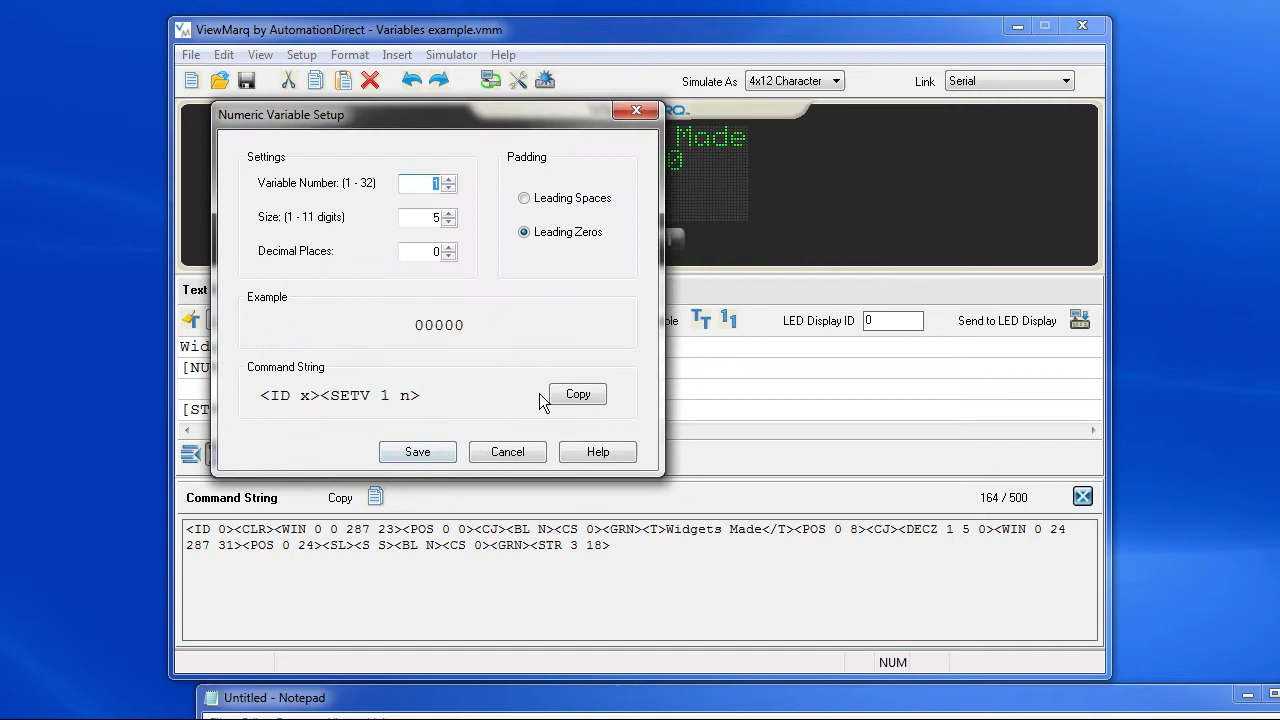 ViewMarq by AutomationDirect - Variables example.vmm
File Edit View Setup Format Insert Simulator Help
Simulate As 4x12 Character Link Serial
Numeric Variable Setup
RQ
Mode
Settings
Variable Number: (1 - 32) 1
Size: (1 - 11 digits) 5
Decimal Places: 0
Padding
Leading Spaces
Leading Zeros
Example
00000
Command String
<ID x><SETV 1 n>
Copy
Save Cancel Help
Text
LED Display ID 0 Send to LED Display
Wid
[NU
[ST
Command String Copy 164 / 500
<ID 0><CLR><WIN 0 0 287 23><POS 0 0><CJ><BL N><CS 0><GRN><T>Widgets Made</T><POS 0 8><CJ><DECZ 1 5 0><WIN 0 24
287 31><POS 0 24><SL><S S><BL N><CS 0><GRN><STR 3 18>
NUM
Untitled - Notepad